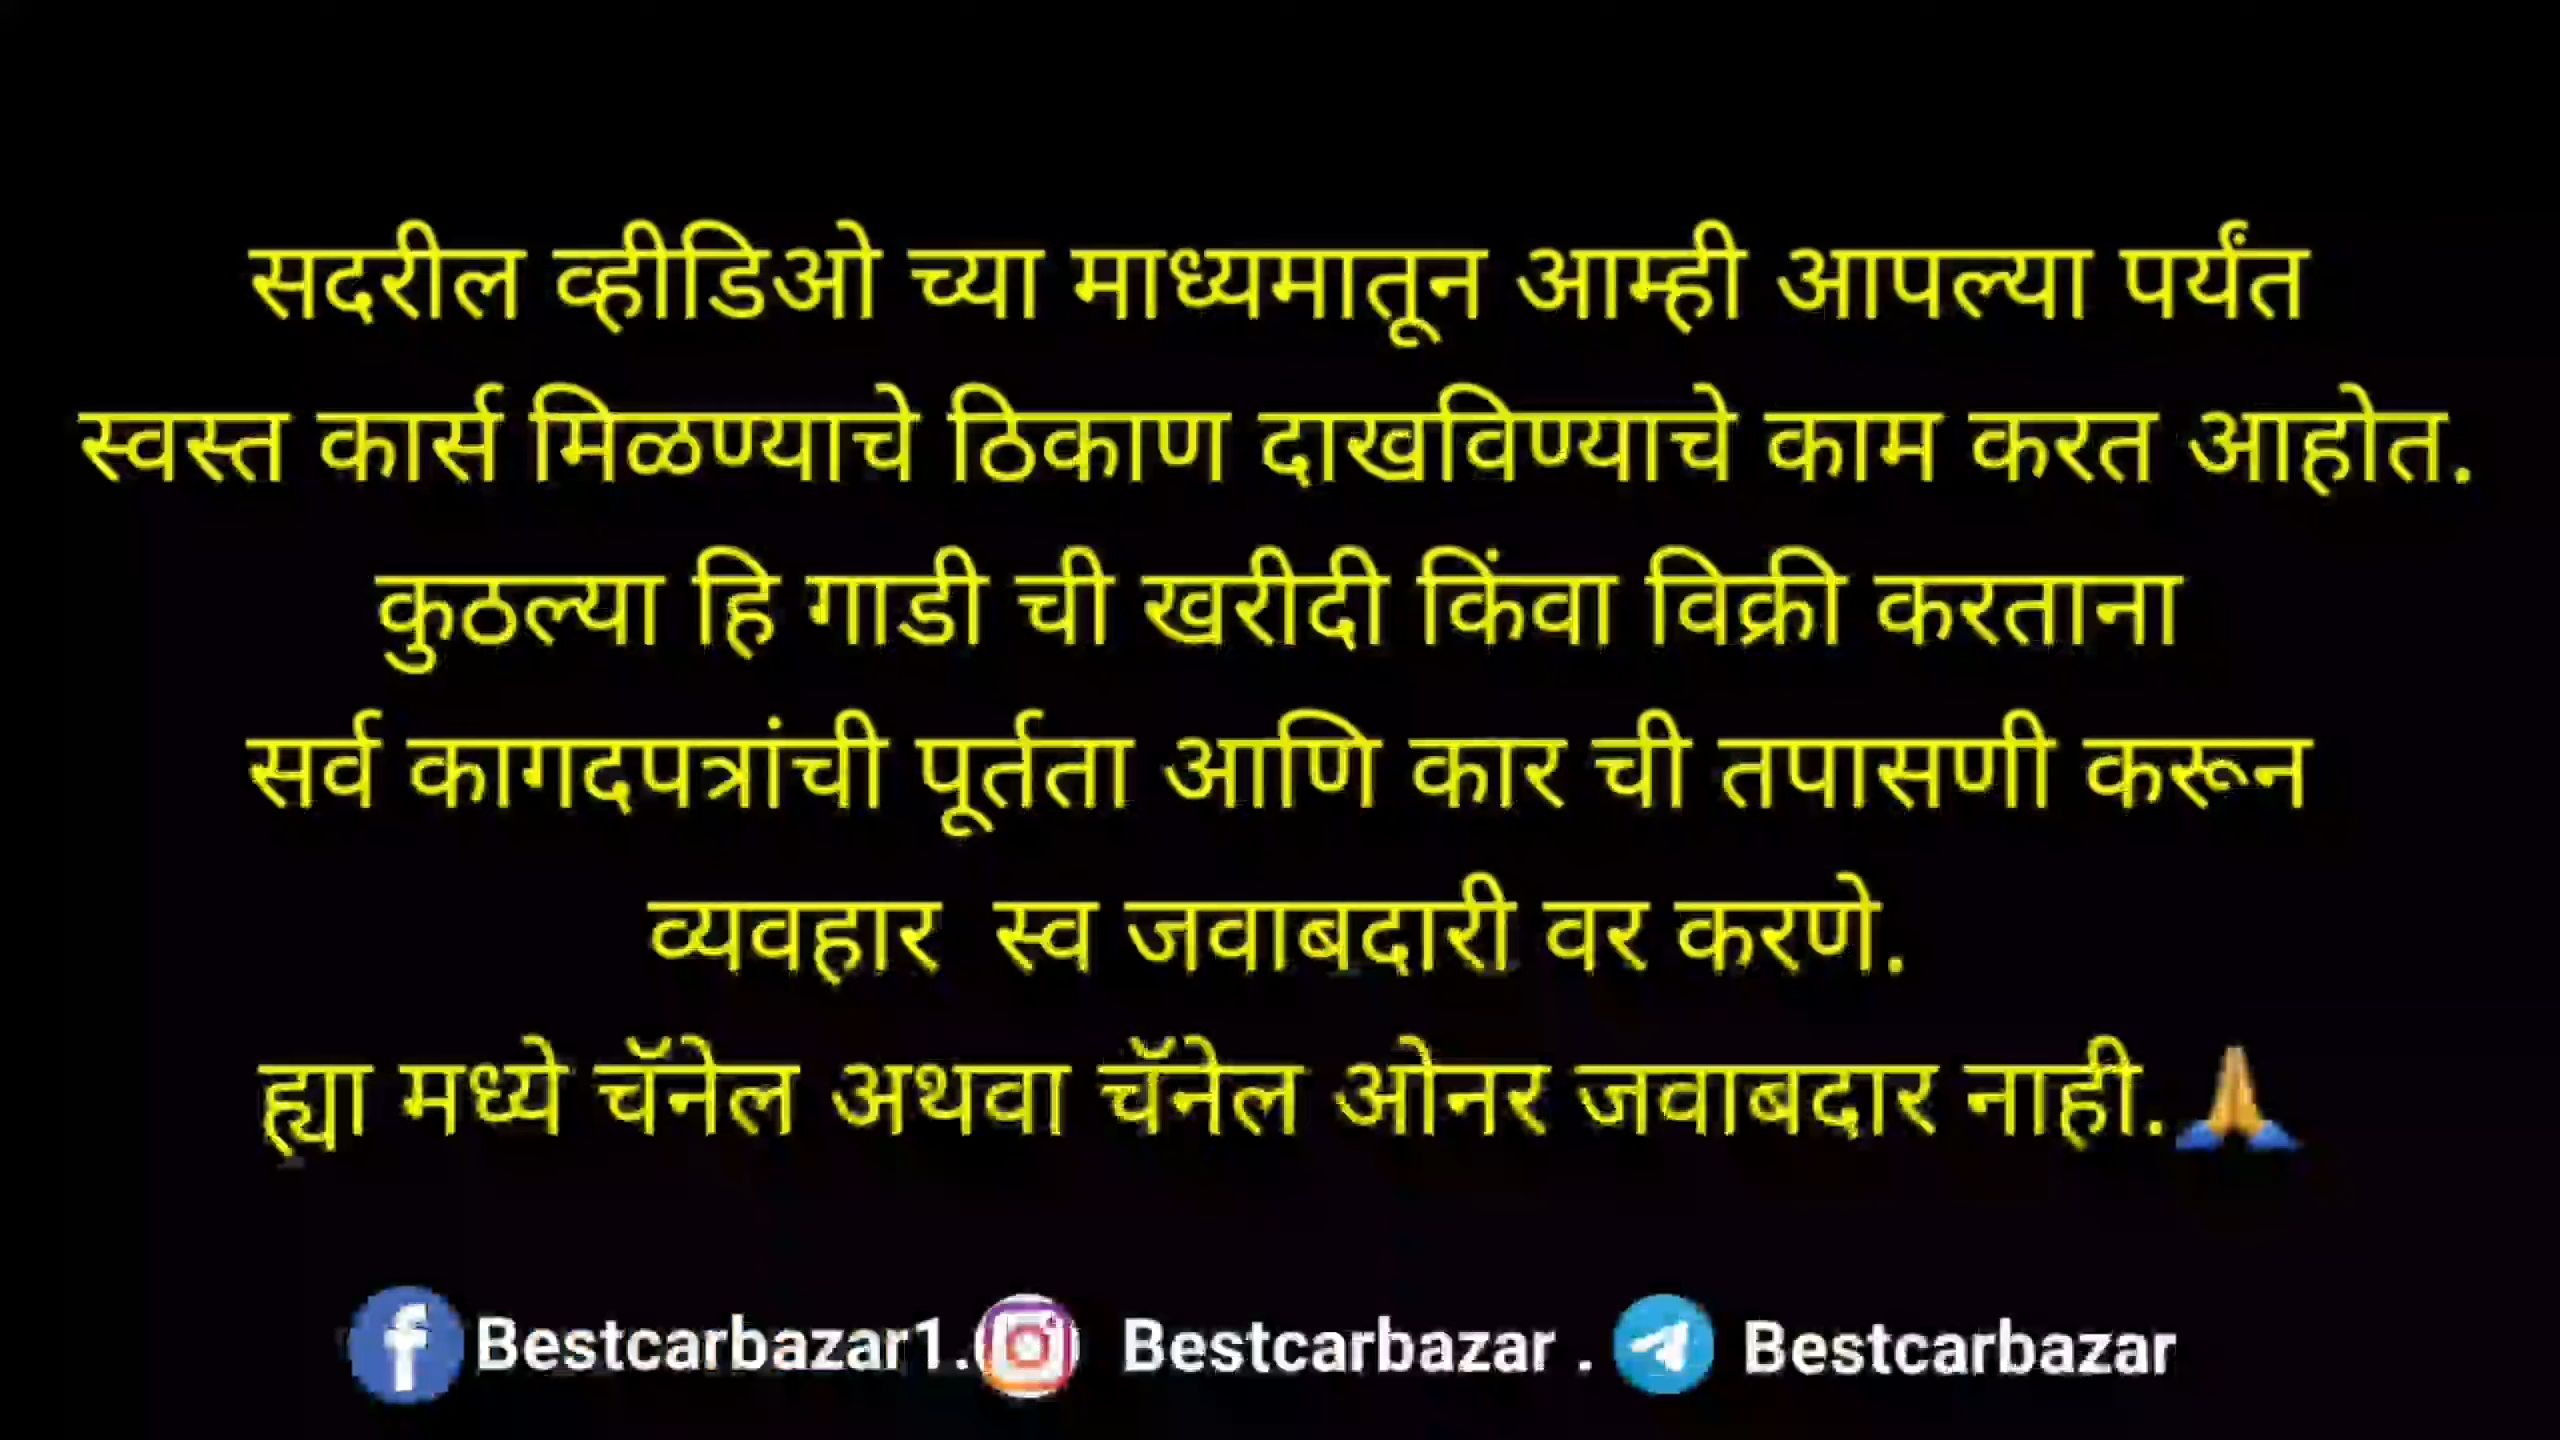 सदरील व्हीडिओ च्या माध्यमातून आम्ही आपल्या पर्यंत
स्वस्त कार्स मिळण्याचे ठिकाण दाखविण्याचे काम करत आहोत.
कुठल्या हि गाडी ची खरीदी किंवा विक्री करताना
सर्व कागदपत्रांची पूर्तता आणि कार ची तपासणी करून
व्यवहार स्व जवाबदारी वर करणे.
ह्या मध्ये चॅनेल अथवा चॅनेल ओनर जवाबदार नाही.🙏
Bestcarbazar1. Bestcarbazar . Bestcarbazar